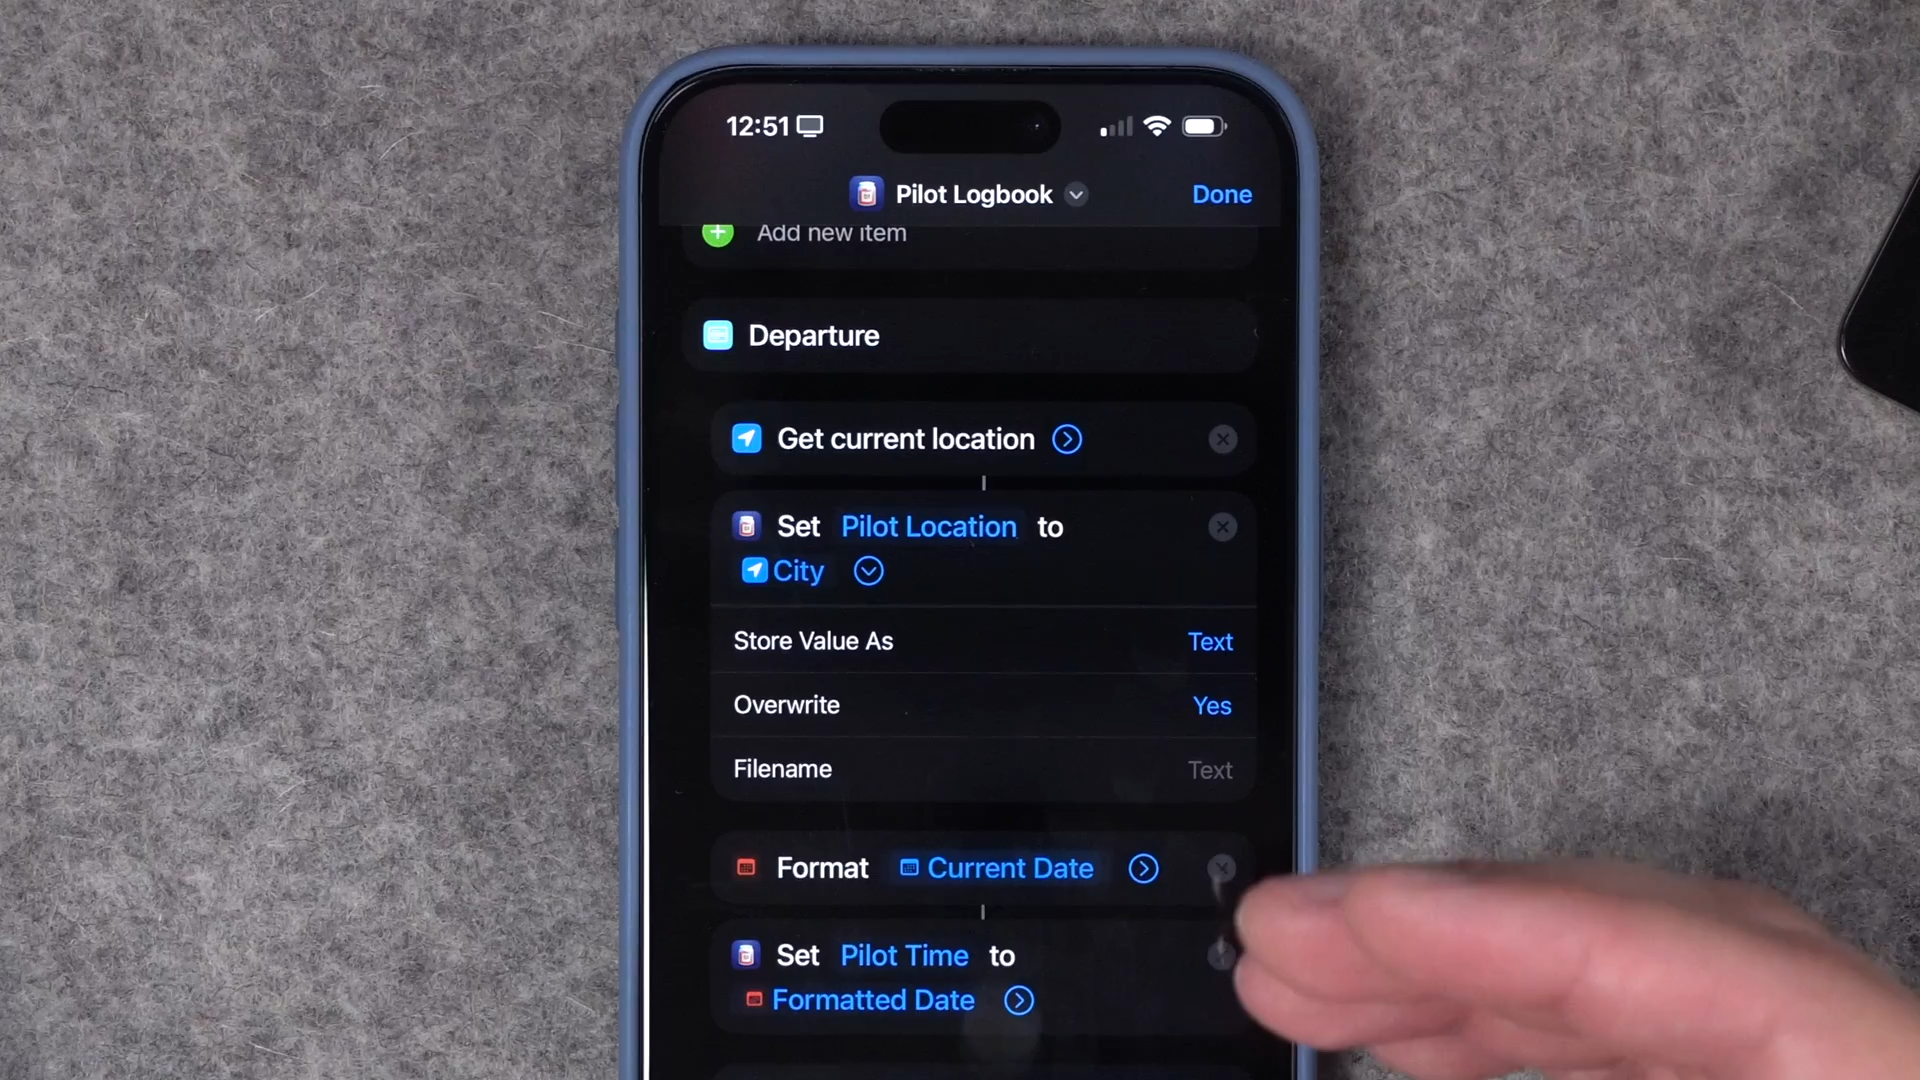 12:51
Pilot Logbook
Done
Add new item
Departure
Get current location
Set Pilot Location to
City
Store Value As Text
Overwrite Yes
Filename Text
Format Current Date
Set Pilot Time to
Formatted Date